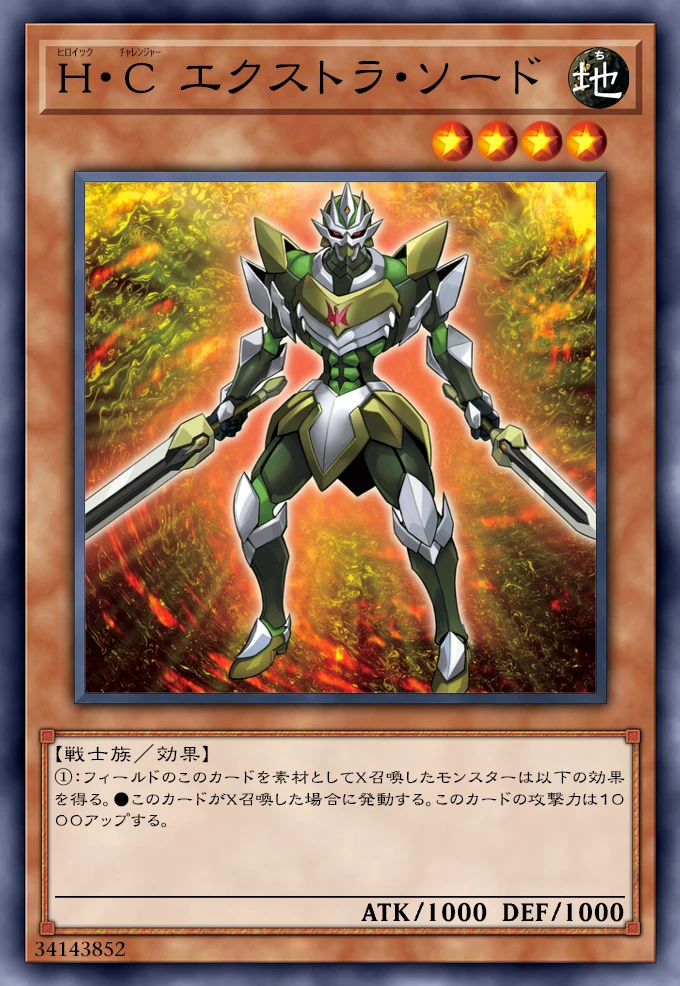 ヒロイック チャレンジャー
H・C エクストラ・ソード
ち
地
【戦士族／効果】
①：フィールドのこのカードを素材としてX召喚したモンスターは以下の効果
を得る。●このカードがX召喚した場合に発動する。このカードの攻撃力は１０
００アップする。
ATK/1000 DEF/1000
34143852